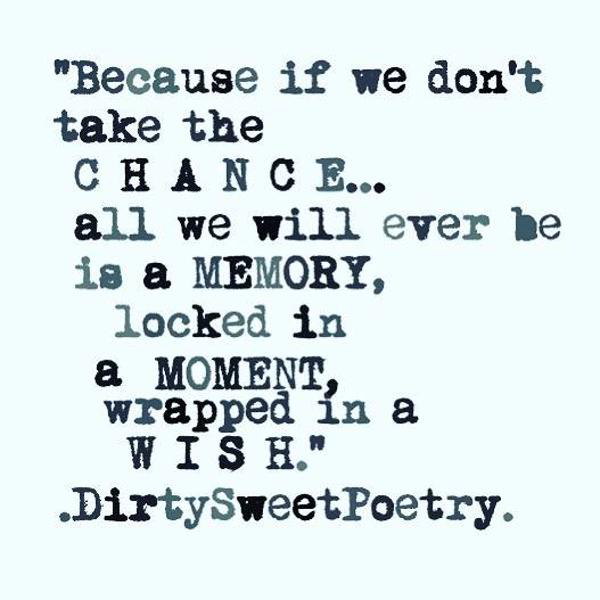 "Because if we don't
take the
C H A N C E...
all we will ever be
is a MEMORY,
locked in
a MOMENT,
wrapped in a
W I S H."
.DirtySweetPoetry.